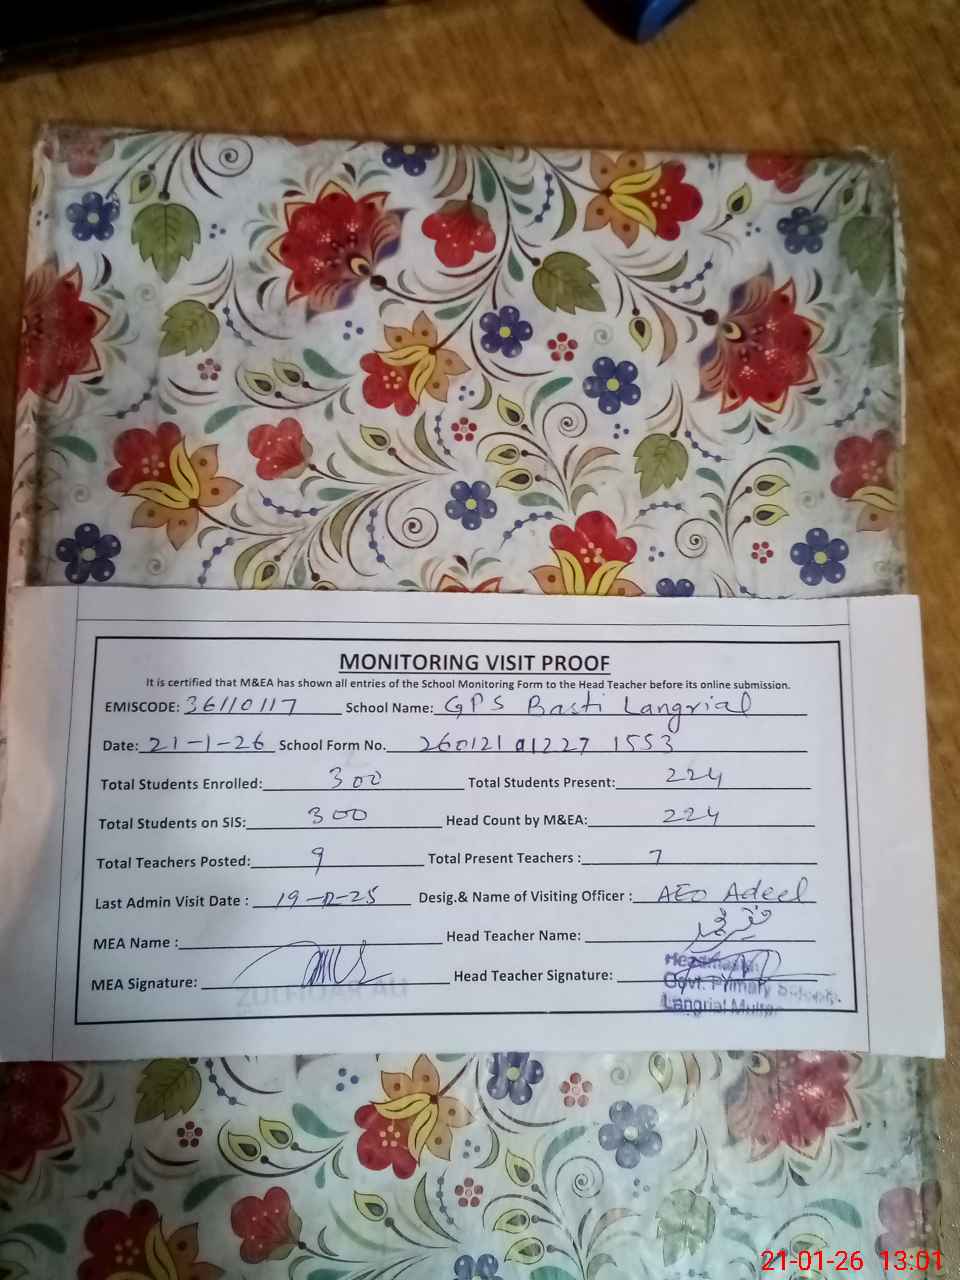 MONITORING VISIT PROOF
It is certified that M&EA has shown all entries of the School Monitoring Form to the Head Teacher before its online submission.
EMISCODE: 36110117 School Name: GPS Basti Langrial
Date: 21-1-26 School Form No. 260121 01227 1553
Total Students Enrolled: 300 Total Students Present: 224
Total Students on SIS: 300 Head Count by M&EA: 224
Total Teachers Posted: 9 Total Present Teachers : 7
Last Admin Visit Date : 19-12-25 Desig.& Name of Visiting Officer : AEO Adeel
MEA Name : Head Teacher Name:
MEA Signature: Head Teacher Signature:
Headmaster
Govt. Primary School
Langrial Multan
21-01-26 13:01